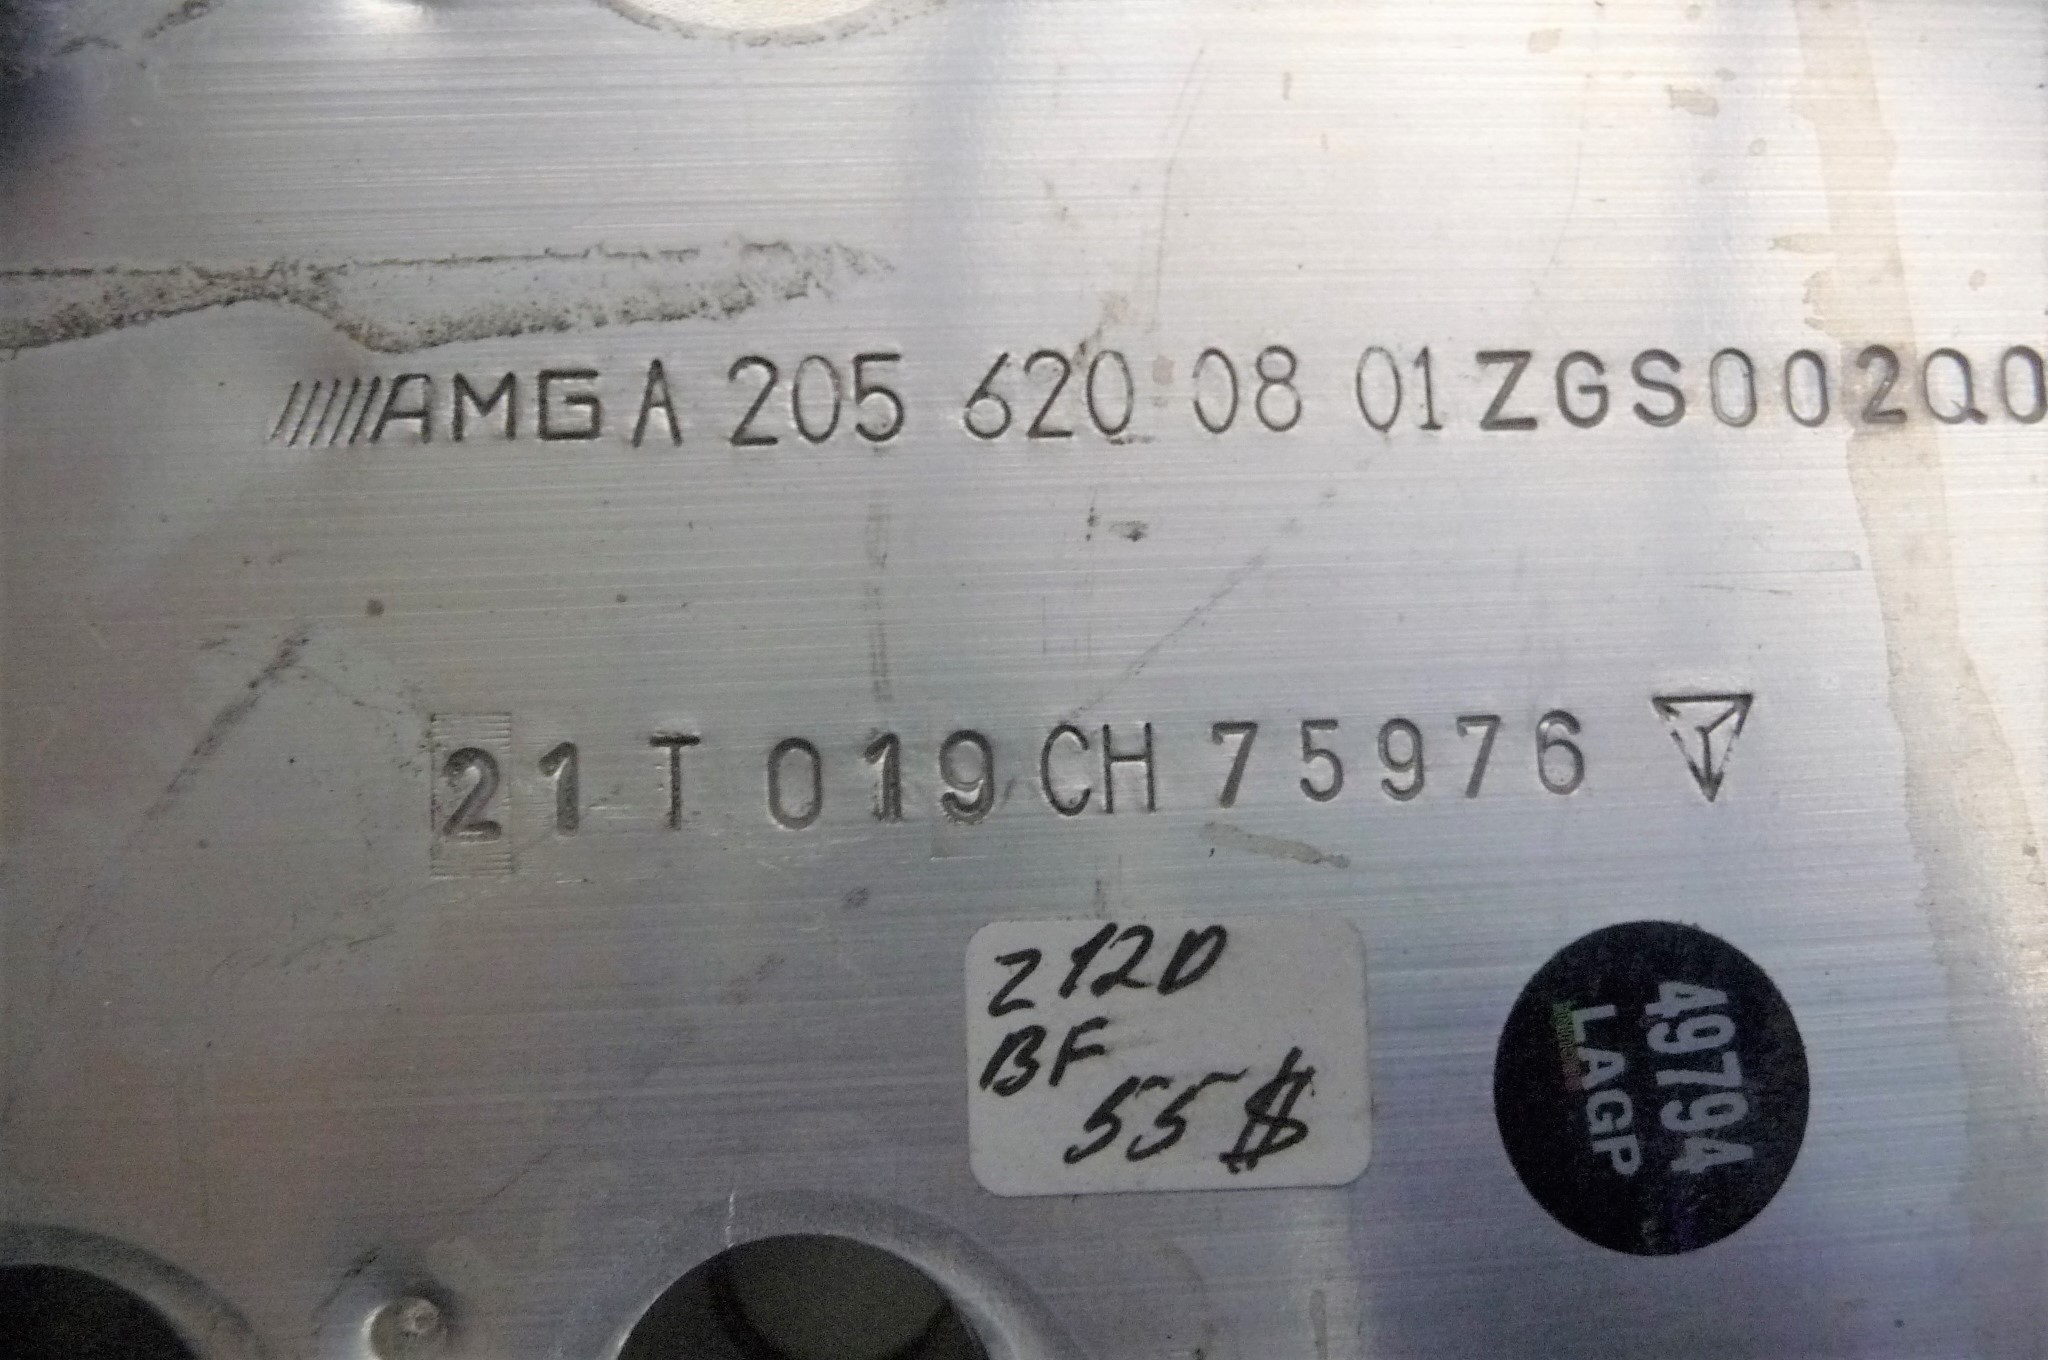 AMG A 205 620 08 01 ZGS002Q0
21 T 019 CH 75976
Z12D
BF
55$
49794
LAGP